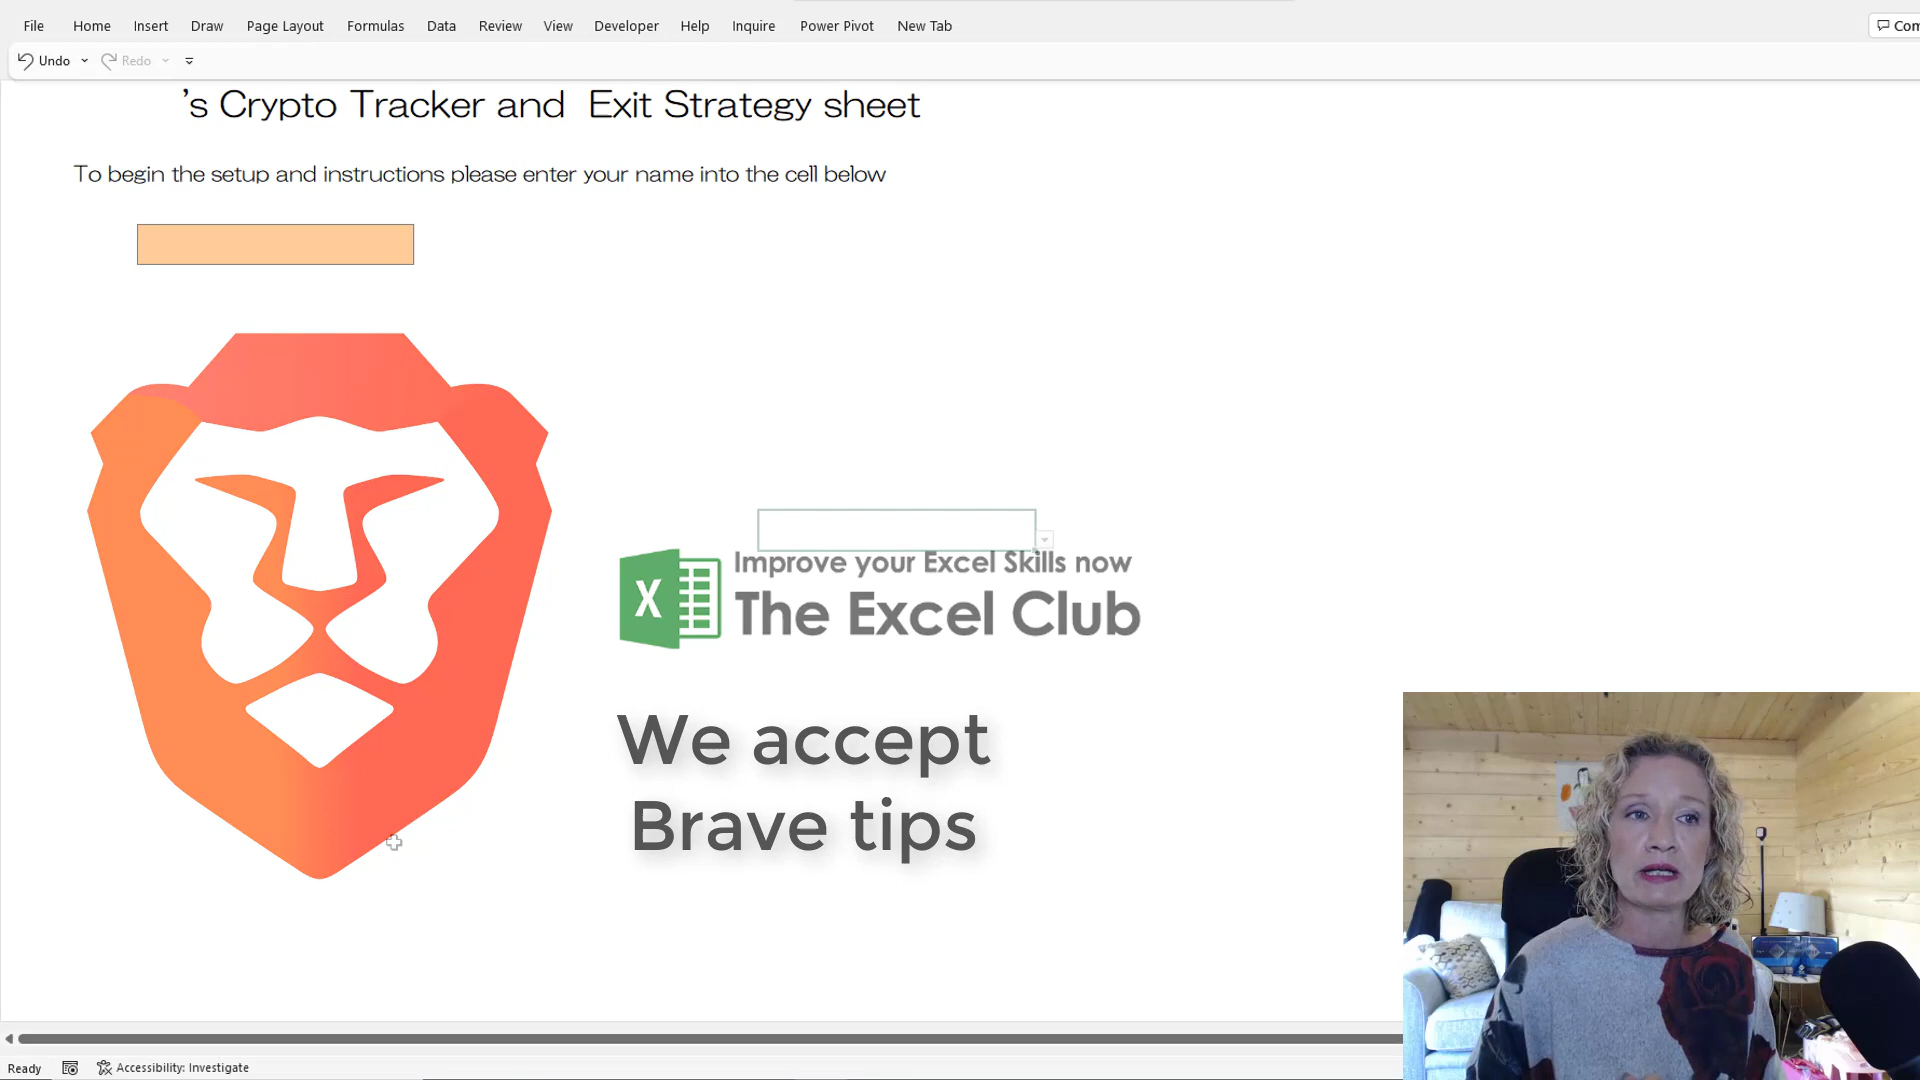 File Home Insert Draw Page Layout Formulas Data Review View Developer Help Inquire Power Pivot New Tab
Undo Redo
's Crypto Tracker and Exit Strategy sheet
To begin the setup and instructions please enter your name into the cell below
Improve your Excel Skills now
X The Excel Club
We accept
Brave tips
Ready Accessibility: Investigate